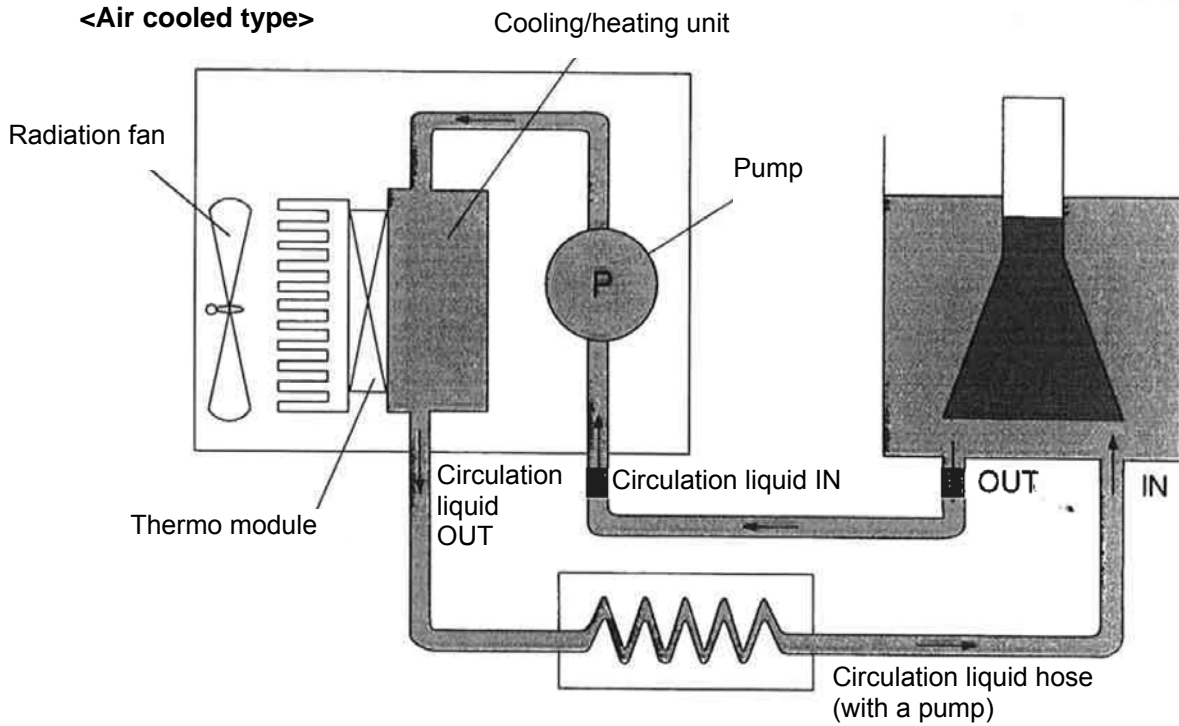 <Air cooled type>
Cooling/heating unit
Radiation fan
Pump
P
Circulation
liquid
OUT
Circulation liquid IN
OUT
IN
Thermo module
Circulation liquid hose
(with a pump)